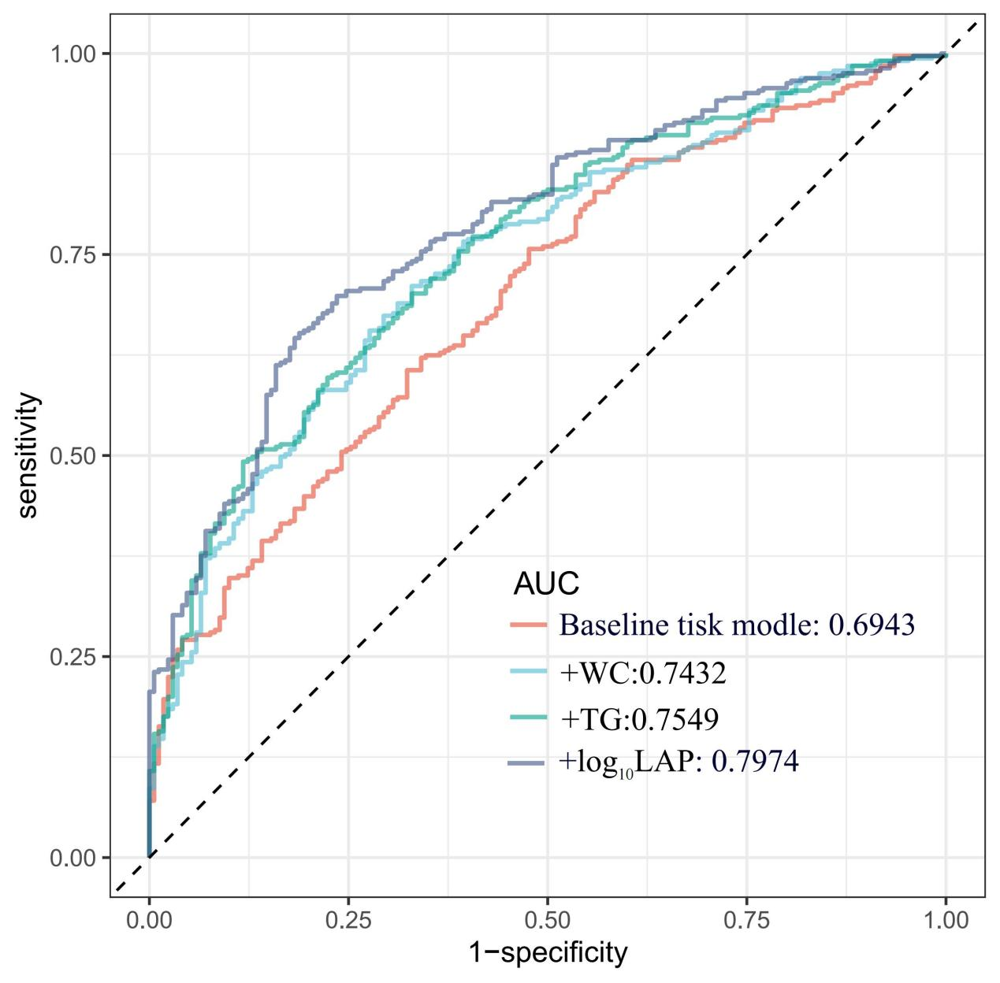 1.00
0.75
0.50
0.25
0.00
sensitivity
AUC
Baseline tisk modle: 0.6943
+WC:0.7432
+TG:0.7549
+log₁₀LAP: 0.7974
0.00 0.25 0.50 0.75 1.00
1−specificity